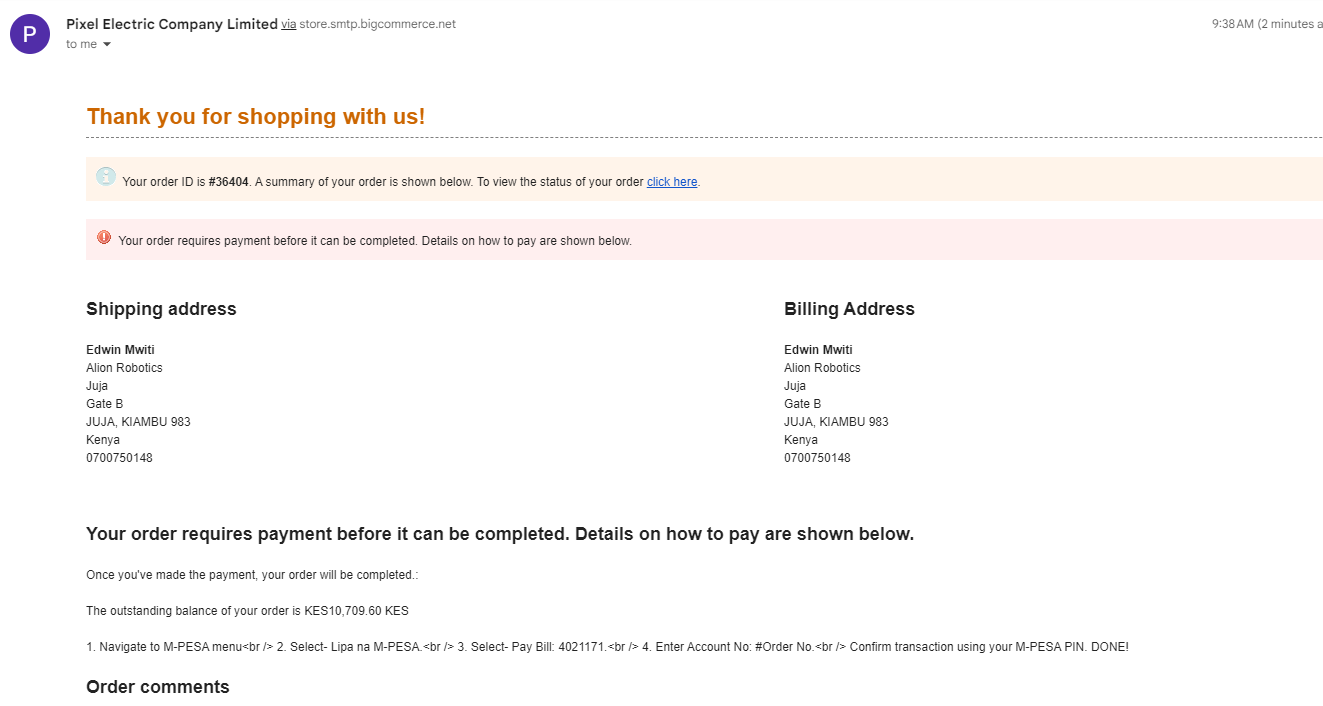 P
Pixel Electric Company Limited via store.smtp.bigcommerce.net
9:38 AM (2 minutes a
to me
Thank you for shopping with us!
Your order ID is #36404. A summary of your order is shown below. To view the status of your order click here.
Your order requires payment before it can be completed. Details on how to pay are shown below.
Shipping address
Edwin Mwiti
Alion Robotics
Juja
Gate B
JUJA, KIAMBU 983
Kenya
0700750148
Billing Address
Edwin Mwiti
Alion Robotics
Juja
Gate B
JUJA, KIAMBU 983
Kenya
0700750148
Your order requires payment before it can be completed. Details on how to pay are shown below.
Once you've made the payment, your order will be completed.:
The outstanding balance of your order is KES10,709.60 KES
1. Navigate to M-PESA menu<br /> 2. Select- Lipa na M-PESA.<br /> 3. Select- Pay Bill: 4021171.<br /> 4. Enter Account No: #Order No.<br /> Confirm transaction using your M-PESA PIN. DONE!
Order comments